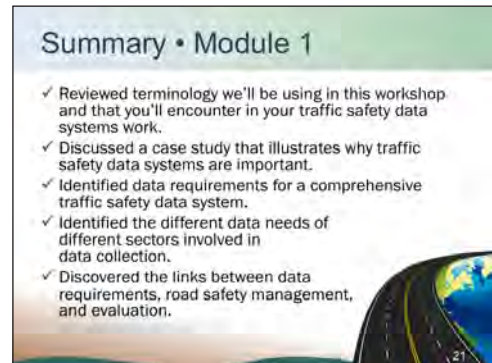 Summary • Module 1
✓ Reviewed terminology we'll be using in this workshop
and that you'll encounter in your traffic safety data
systems work.
✓ Discussed a case study that illustrates why traffic
safety data systems are important.
✓ Identified data requirements for a comprehensive
traffic safety data system.
✓ Identified the different data needs of
different sectors involved in
data collection.
✓ Discovered the links between data
requirements, road safety management,
and evaluation.
21